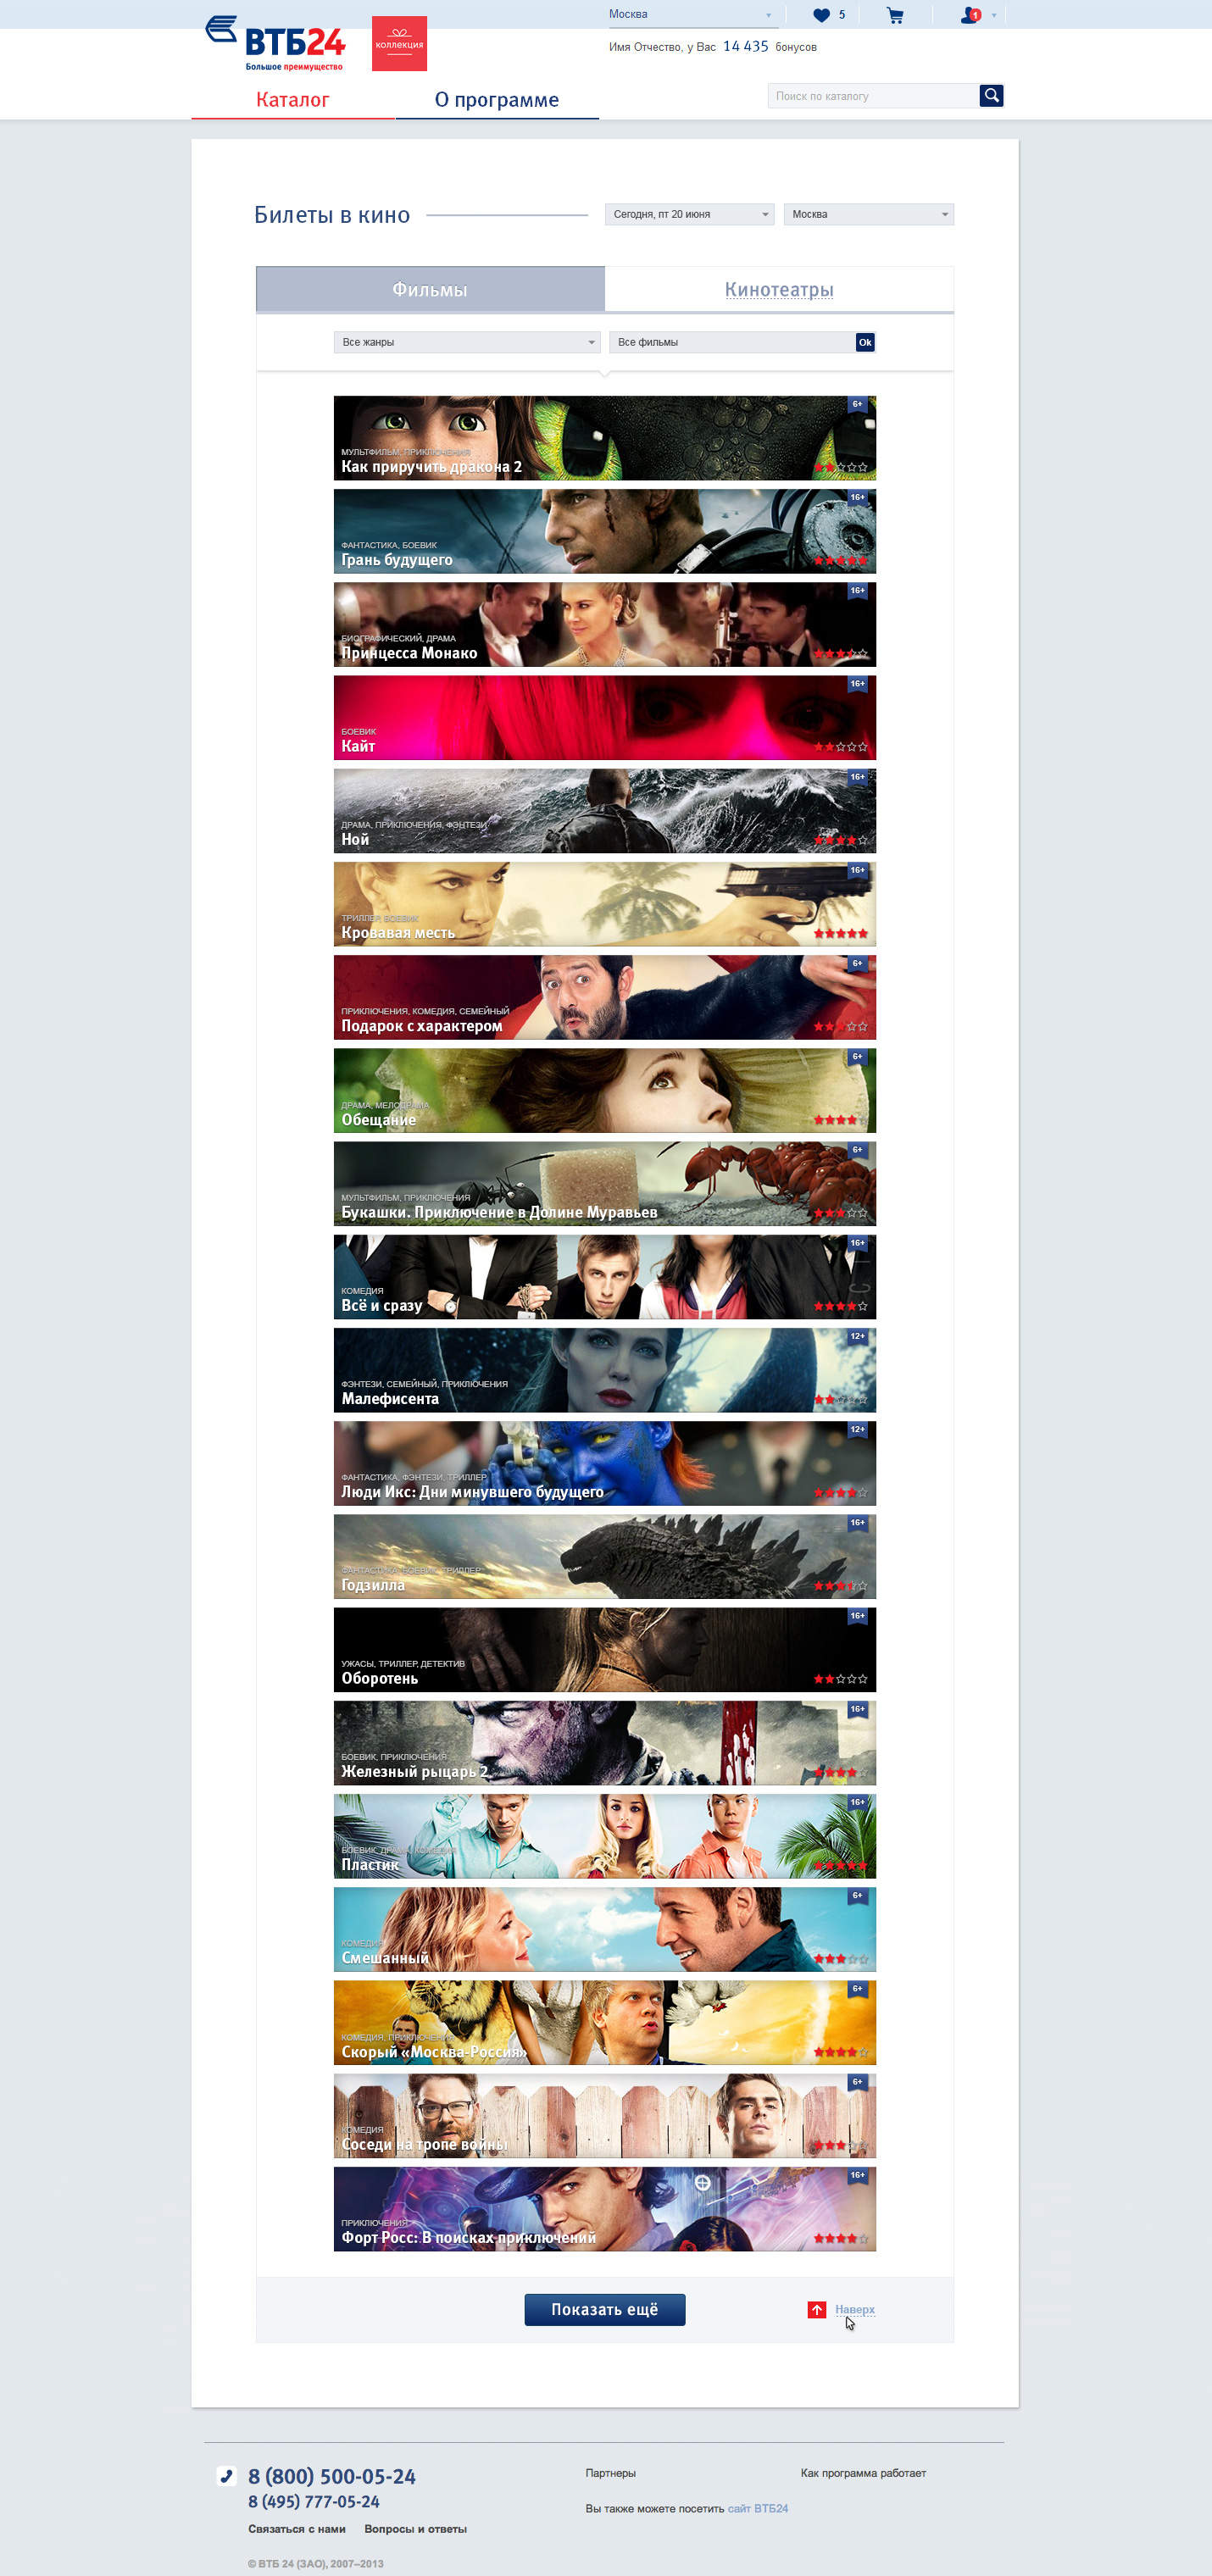 Москва
5
1
ВТБ24
Большое преимущество
коллекция
Имя Отчество, у Вас 14 435 бонусов
Каталог
О программе
Поиск по каталогу
Билеты в кино
Сегодня, пт 20 июня
Москва
Фильмы
Кинотеатры
Все жанры
Все фильмы
Ok
6+
МУЛЬТФИЛЬМ, ПРИКЛЮЧЕНИЯ
Как приручить дракона 2
16+
ФАНТАСТИКА, БОЕВИК
Грань будущего
16+
БИОГРАФИЧЕСКИЙ, ДРАМА
Принцесса Монако
16+
БОЕВИК
Кайт
16+
ДРАМА, ПРИКЛЮЧЕНИЯ, ФЭНТЕЗИ
Ной
16+
ТРИЛЛЕР, БОЕВИК
Кровавая месть
6+
ПРИКЛЮЧЕНИЯ, КОМЕДИЯ, СЕМЕЙНЫЙ
Подарок с характером
6+
ДРАМА, МЕЛОДРАМА
Обещание
6+
МУЛЬТФИЛЬМ, ПРИКЛЮЧЕНИЯ
Букашки. Приключение в Долине Муравьев
16+
КОМЕДИЯ
Всё и сразу
12+
ФЭНТЕЗИ, СЕМЕЙНЫЙ, ПРИКЛЮЧЕНИЯ
Малефисента
12+
ФАНТАСТИКА, ФЭНТЕЗИ, ТРИЛЛЕР
Люди Икс: Дни минувшего будущего
16+
ФАНТАСТИКА, БОЕВИК, ТРИЛЛЕР
Годзилла
16+
УЖАСЫ, ТРИЛЛЕР, ДЕТЕКТИВ
Оборотень
16+
БОЕВИК, ПРИКЛЮЧЕНИЯ
Железный рыцарь 2
16+
БОЕВИК, ДРАМА, КОМЕДИЯ
Пластик
6+
КОМЕДИЯ
Смешанный
6+
КОМЕДИЯ, ПРИКЛЮЧЕНИЯ
Скорый «Москва-Россия»
6+
КОМЕДИЯ
Соседи на тропе войны
16+
ПРИКЛЮЧЕНИЯ
Форт Росс: В поисках приключений
Показать ещё
Наверх
8 (800) 500-05-24
8 (495) 777-05-24
Связаться с нами Вопросы и ответы
Партнеры
Как программа работает
Вы также можете посетить сайт ВТБ24
© ВТБ 24 (ЗАО), 2007–2013